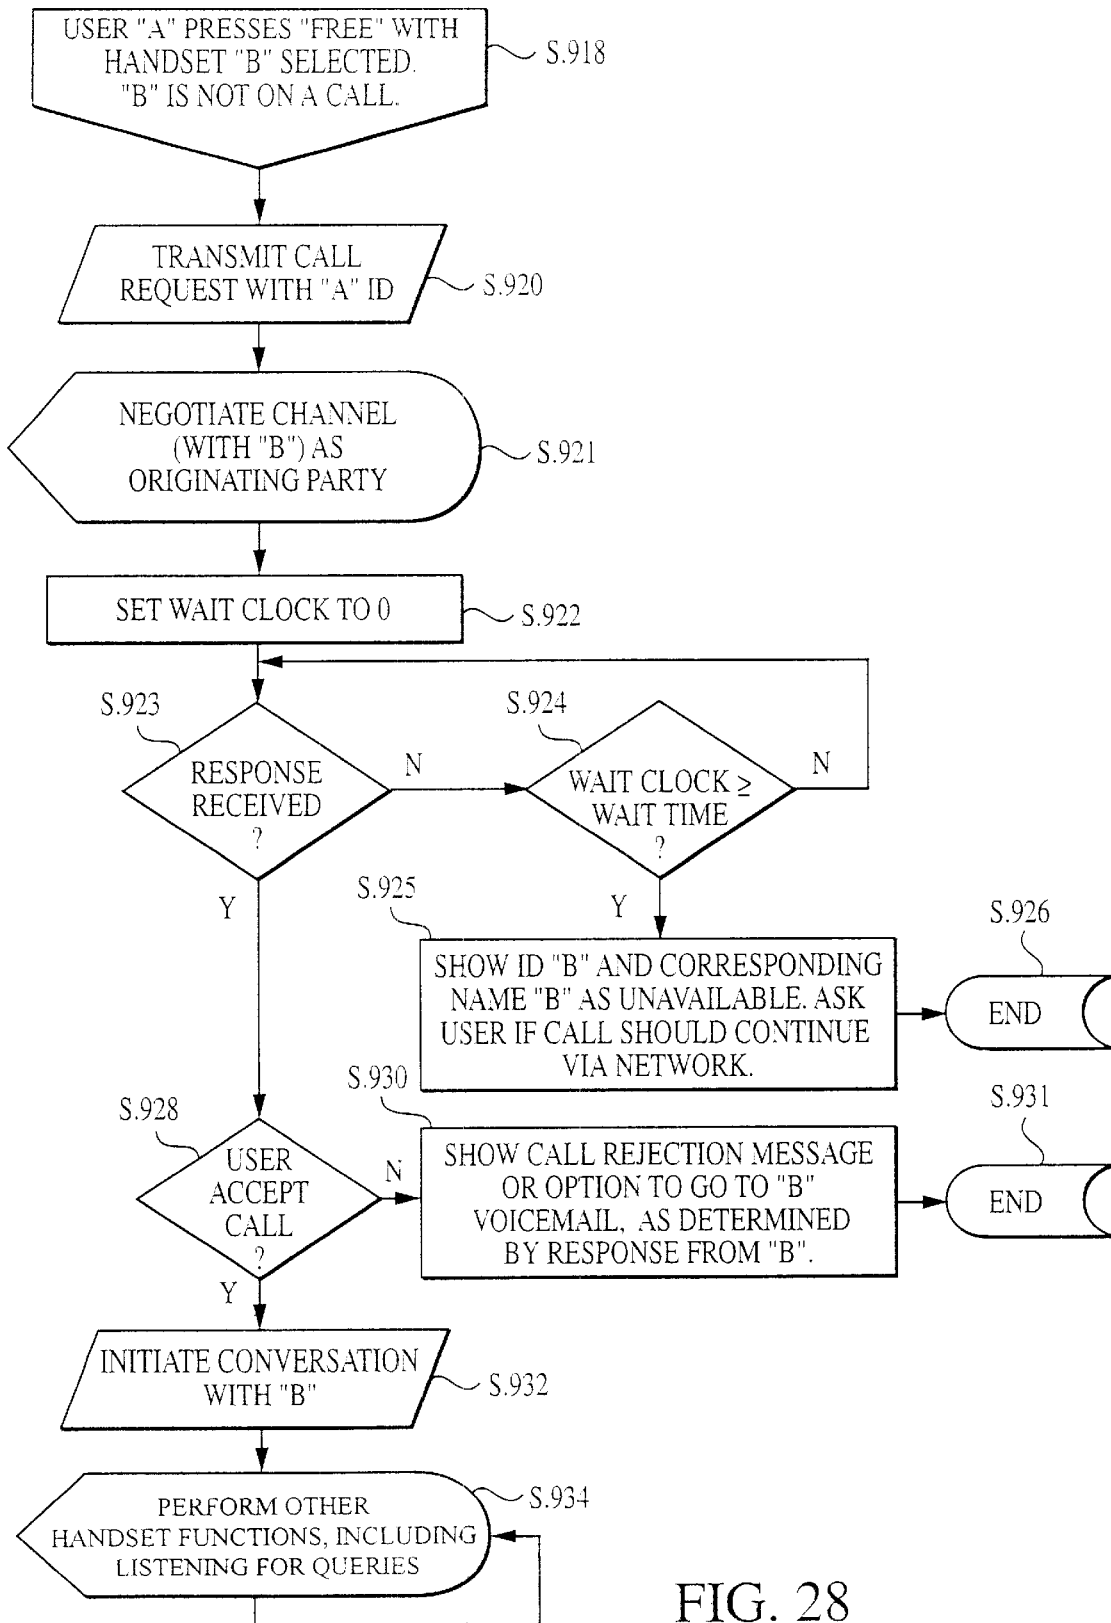 USER "A" PRESSES "FREE" WITH
HANDSET "B" SELECTED.
"B" IS NOT ON A CALL.
S.918
TRANSMIT CALL
REQUEST WITH "A" ID
S.920
NEGOTIATE CHANNEL
(WITH "B") AS
ORIGINATING PARTY
S.921
SET WAIT CLOCK TO 0
S.922
S.923
RESPONSE
RECEIVED
?
N
Y
S.924
WAIT CLOCK ≥
WAIT TIME
?
N
Y
S.925
SHOW ID "B" AND CORRESPONDING
NAME "B" AS UNAVAILABLE. ASK
USER IF CALL SHOULD CONTINUE
VIA NETWORK.
S.926
END
S.928
USER
ACCEPT
CALL
?
N
Y
S.930
SHOW CALL REJECTION MESSAGE
OR OPTION TO GO TO "B"
VOICEMAIL, AS DETERMINED
BY RESPONSE FROM "B".
S.931
END
INITIATE CONVERSATION
WITH "B"
S.932
PERFORM OTHER
HANDSET FUNCTIONS, INCLUDING
LISTENING FOR QUERIES
S.934
FIG. 28